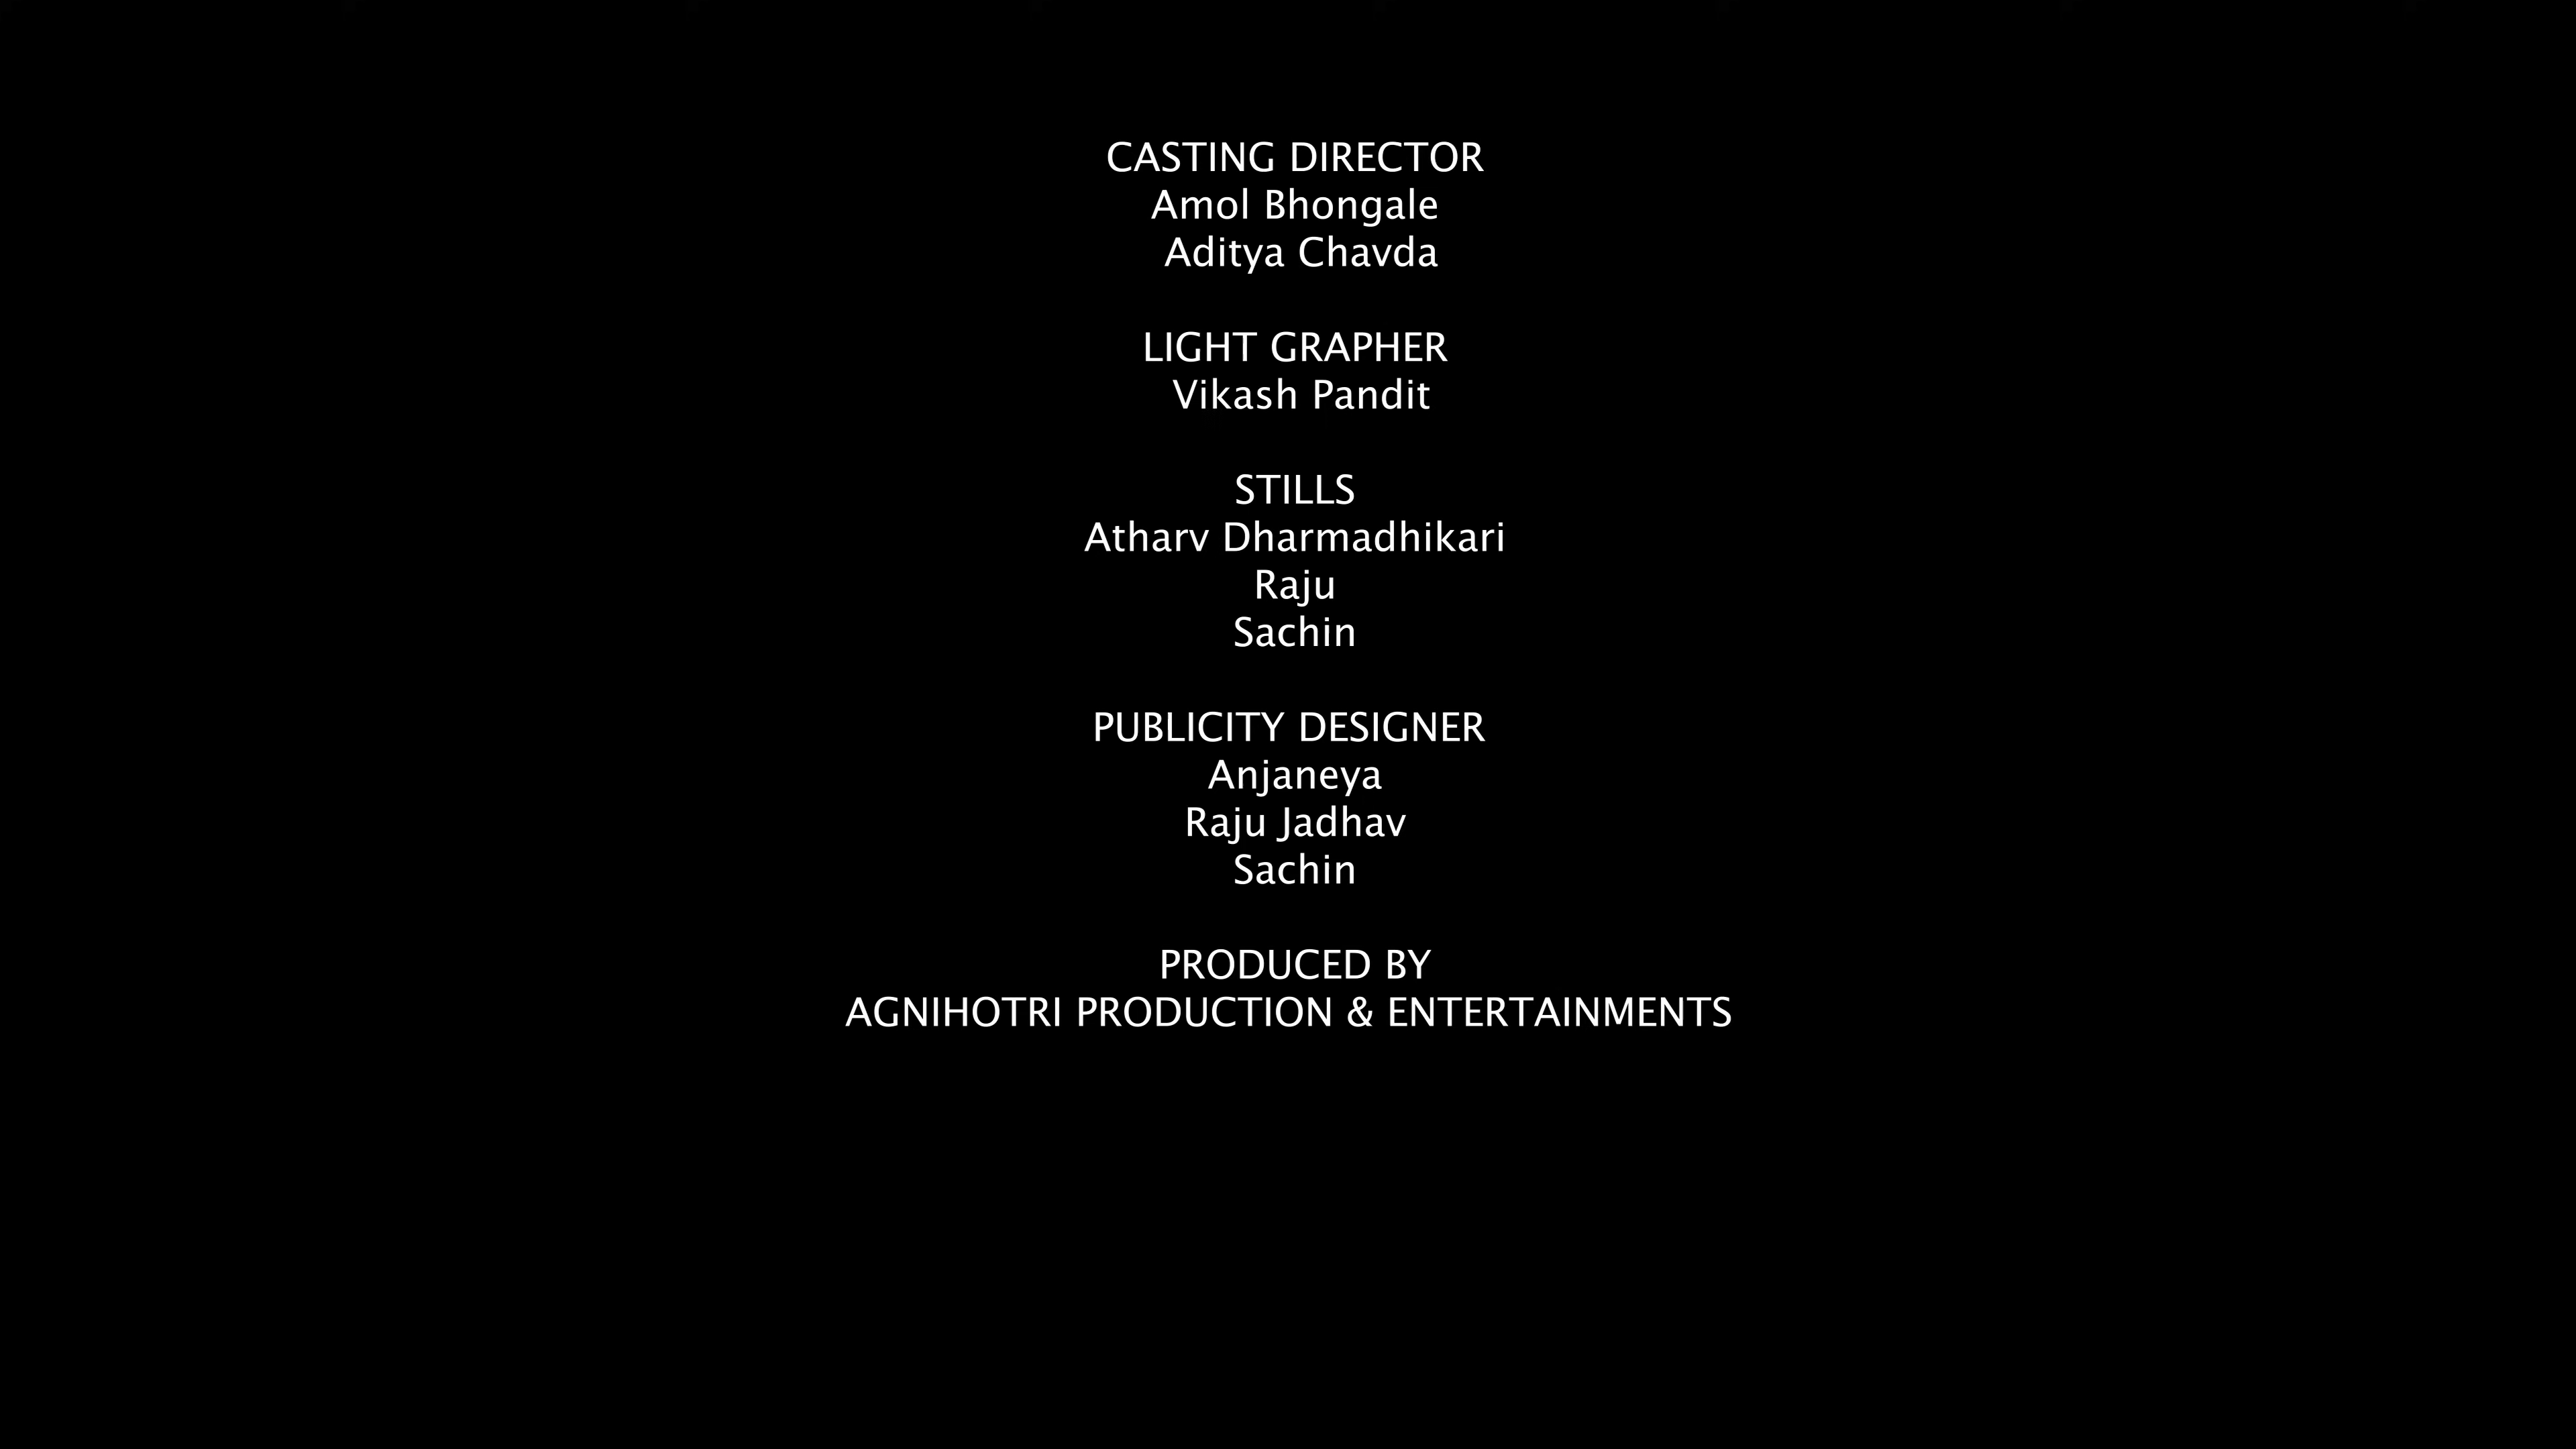 CASTING DIRECTOR
Amol Bhongale
Aditya Chavda
LIGHT GRAPHER
Vikash Pandit
STILLS
Atharv Dharmadhikari
Raju
Sachin
PUBLICITY DESIGNER
Anjaneya
Raju Jadhav
Sachin
PRODUCED BY
AGNIHOTRI PRODUCTION & ENTERTAINMENTS